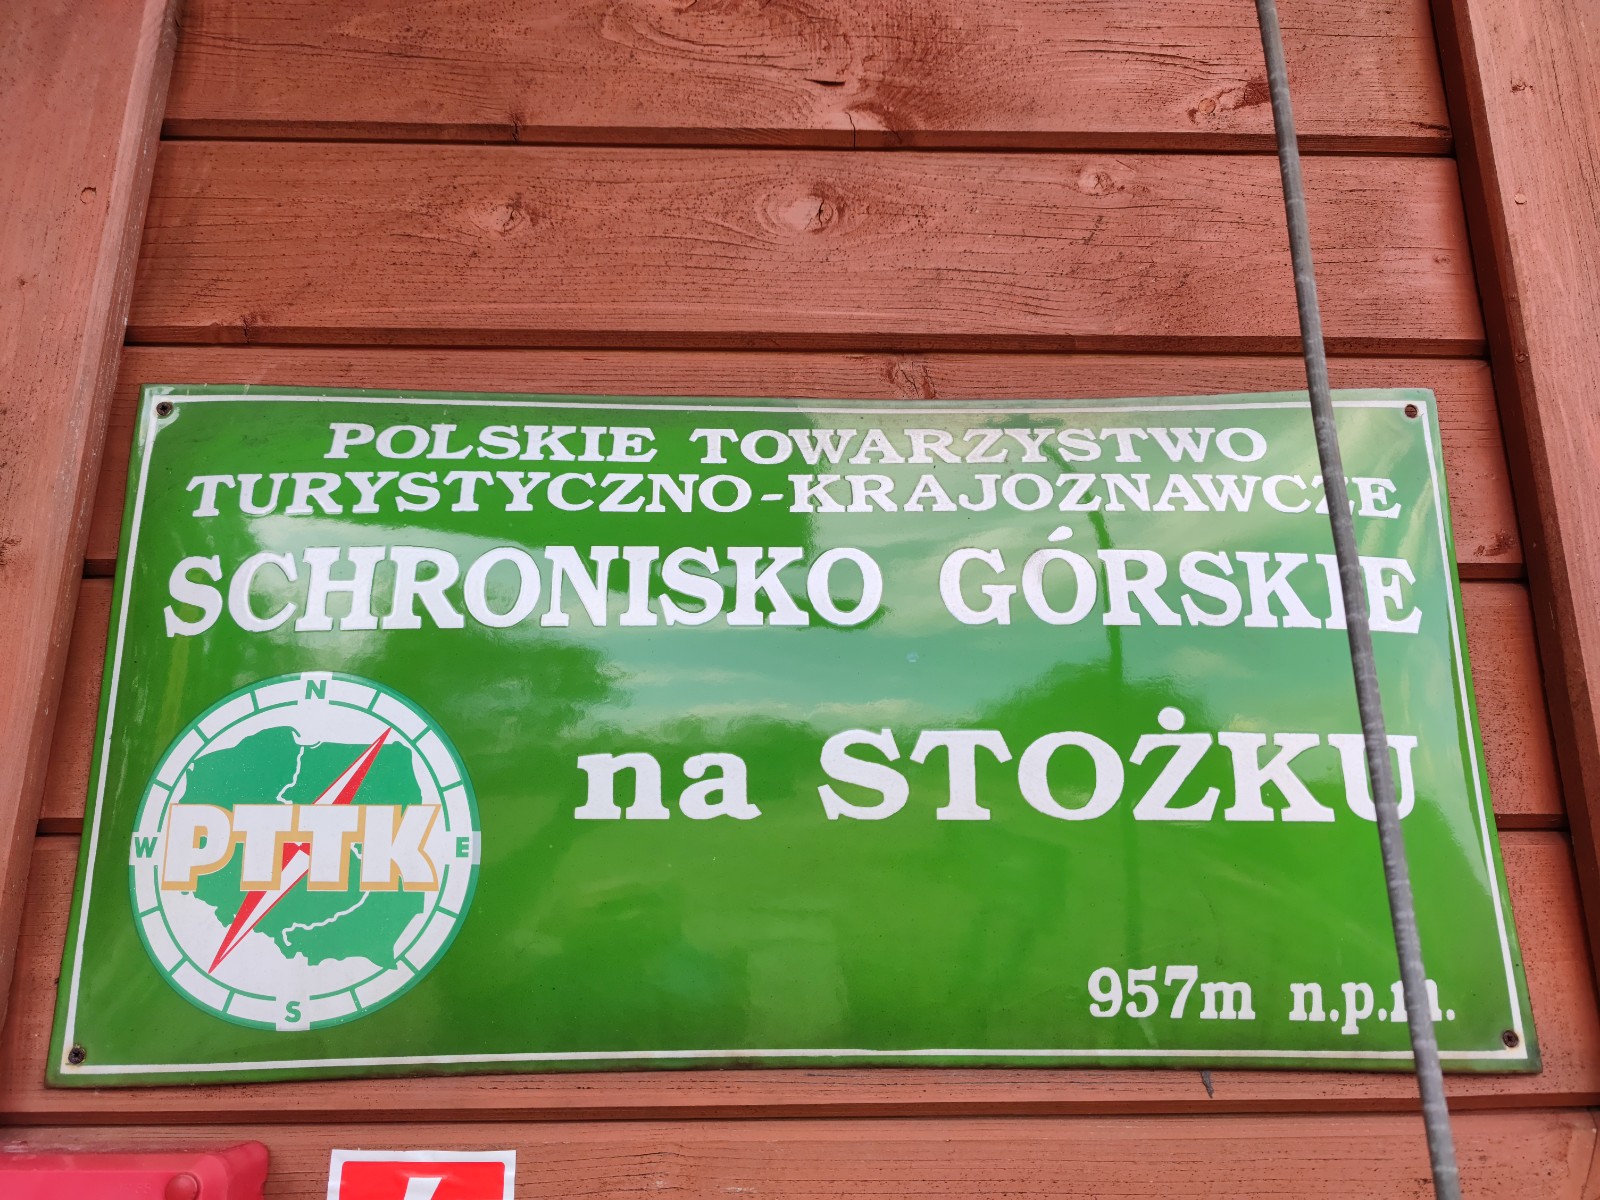 POLSKIE TOWARZYSTWO
TURYSTYCZNO-KRAJOZNAWCZE
SCHRONISKO GÓRSKIE
na STOŻKU
N
W PTTK E
S
957m n.p.m.